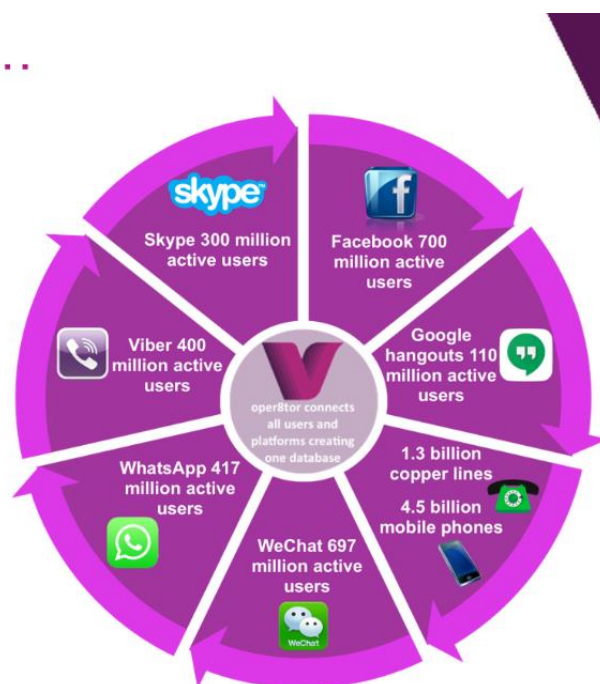 ..
skype™
Skype 300 million
active users
Facebook 700
million active
users
Google
hangouts 110
million active
users
1.3 billion
copper lines
4.5 billion
mobile phones
WeChat 697
million active
users
WeChat
WhatsApp 417
million active
users
Viber 400
million active
users
oper8tor connects
all users and
platforms creating
one database